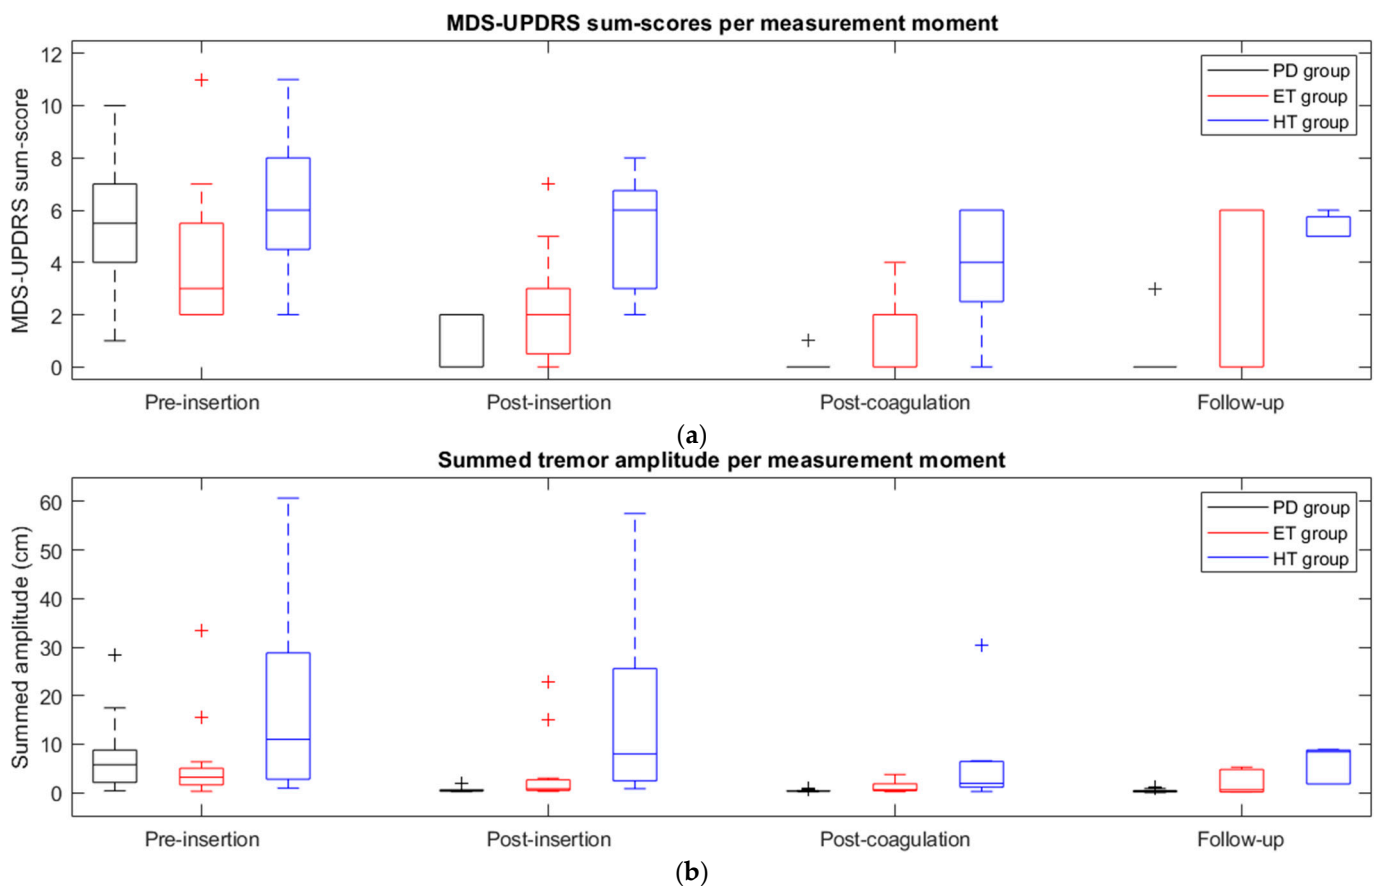 MDS-UPDRS sum-scores per measurement moment
MDS-UPDRS sum-score
12
10
8
6
4
2
0
PD group
ET group
HT group
Pre-insertion Post-insertion Post-coagulation Follow-up
(a)
Summed tremor amplitude per measurement moment
Summed amplitude (cm)
60
50
40
30
20
10
0
PD group
ET group
HT group
Pre-insertion Post-insertion Post-coagulation Follow-up
(b)